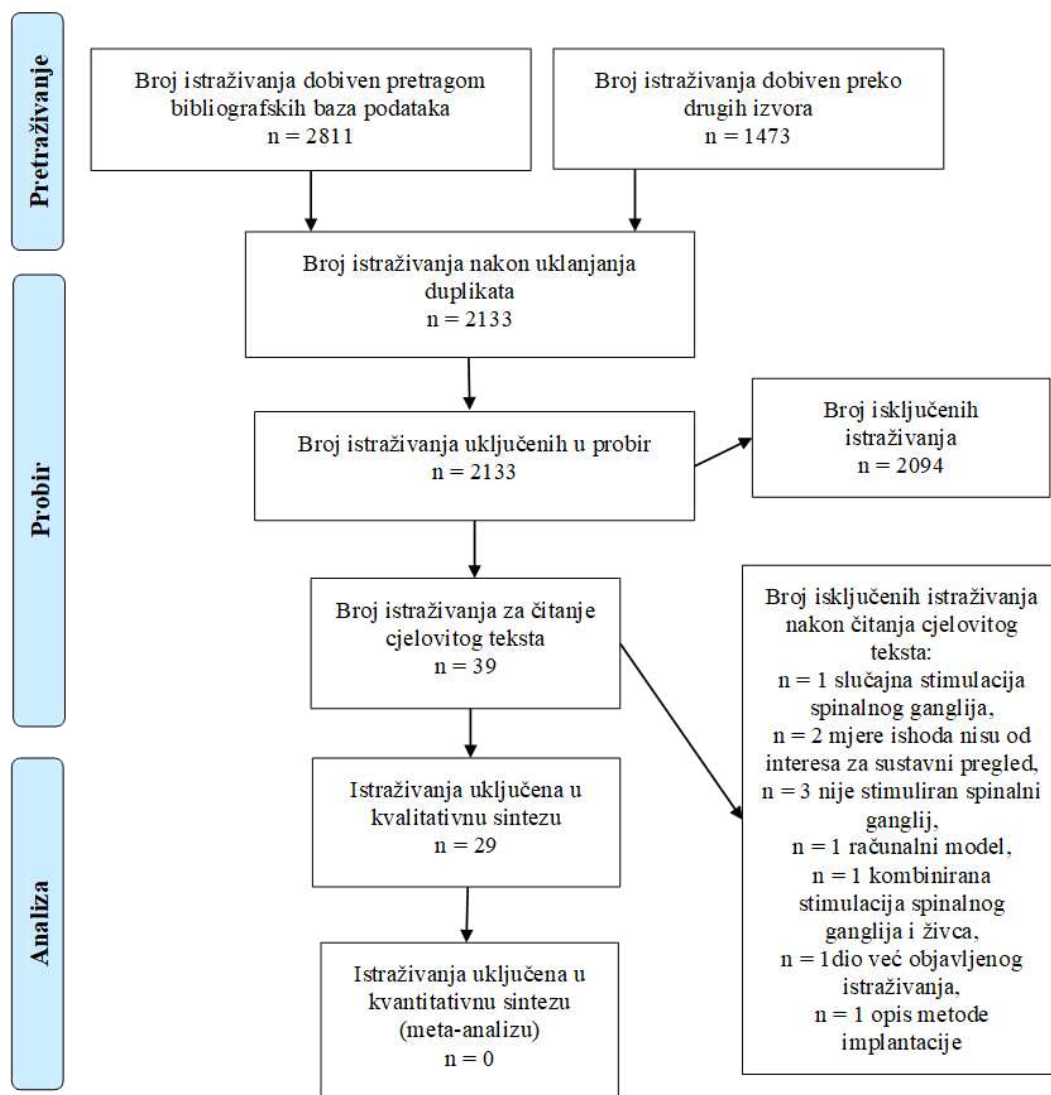 Pretraživanje
Broj istraživanja dobiven pretragom
bibliografskih baza podataka
n = 2811
Broj istraživanja dobiven preko
drugih izvora
n = 1473
Broj istraživanja nakon uklanjanja
duplikata
n = 2133
Probir
Broj istraživanja uključenih u probir
n = 2133
Broj isključenih
istraživanja
n = 2094
Broj istraživanja za čitanje
cjelovitog teksta
n = 39
Broj isključenih istraživanja
nakon čitanja cjelovitog
teksta:
n = 1 slučajna stimulacija
spinalnog ganglija,
n = 2 mjere ishoda nisu od
interesa za sustavni pregled,
n = 3 nije stimuliran spinalni
ganglij,
n = 1 računalni model,
n = 1 kombinirana
stimulacija spinalnog
ganglija i živca,
n = 1dio već objavljenog
istraživanja,
n = 1 opis metode
implantacije
Analiza
Istraživanja uključena u
kvalitativnu sintezu
n = 29
Istraživanja uključena u
kvantitativnu sintezu
(meta-analizu)
n = 0